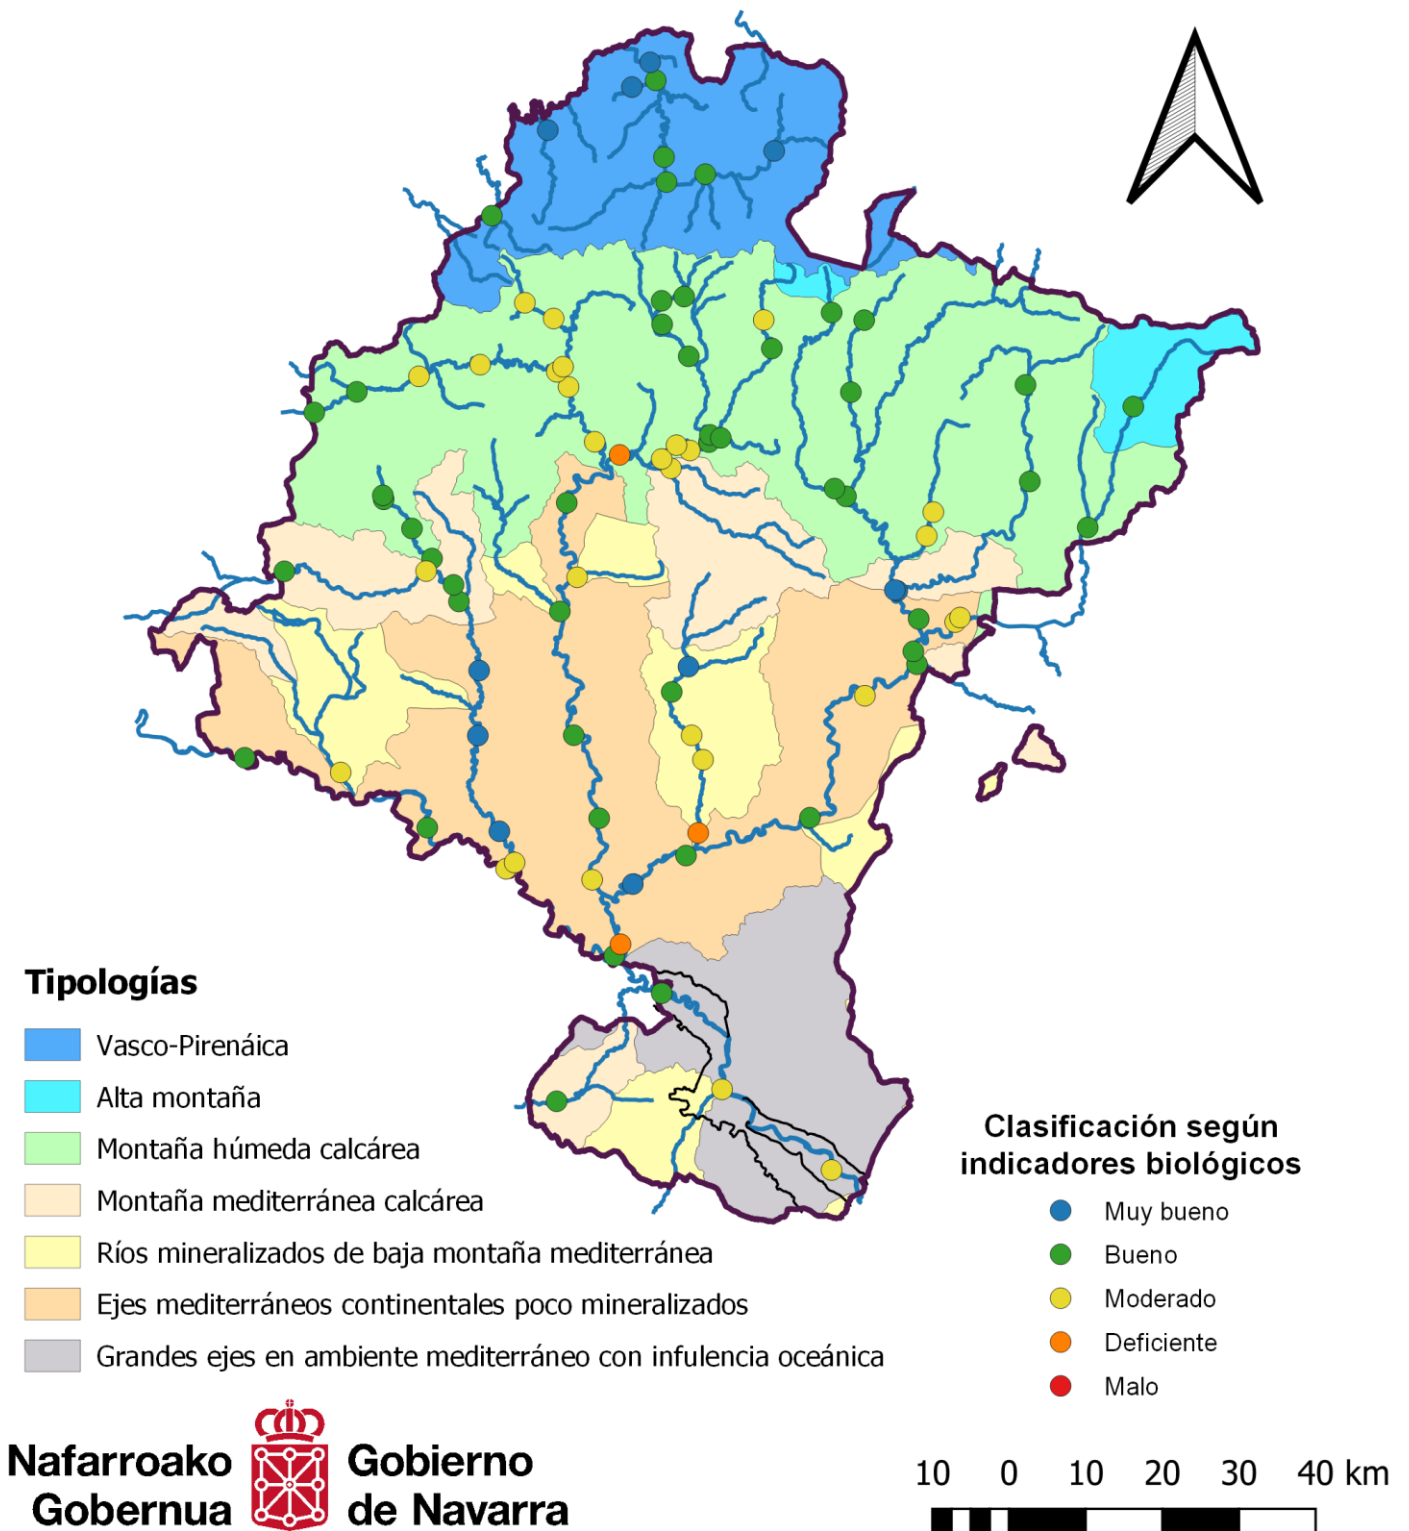 Tipologías
Vasco-Pirenáica
Alta montaña
Montaña húmeda calcárea
Montaña mediterránea calcárea
Ríos mineralizados de baja montaña mediterránea
Ejes mediterráneos continentales poco mineralizados
Grandes ejes en ambiente mediterráneo con infulencia oceánica
Clasificación según
indicadores biológicos
Muy bueno
Bueno
Moderado
Deficiente
Malo
Nafarroako
Gobernua
Gobierno
de Navarra
10 0 10 20 30 40 km